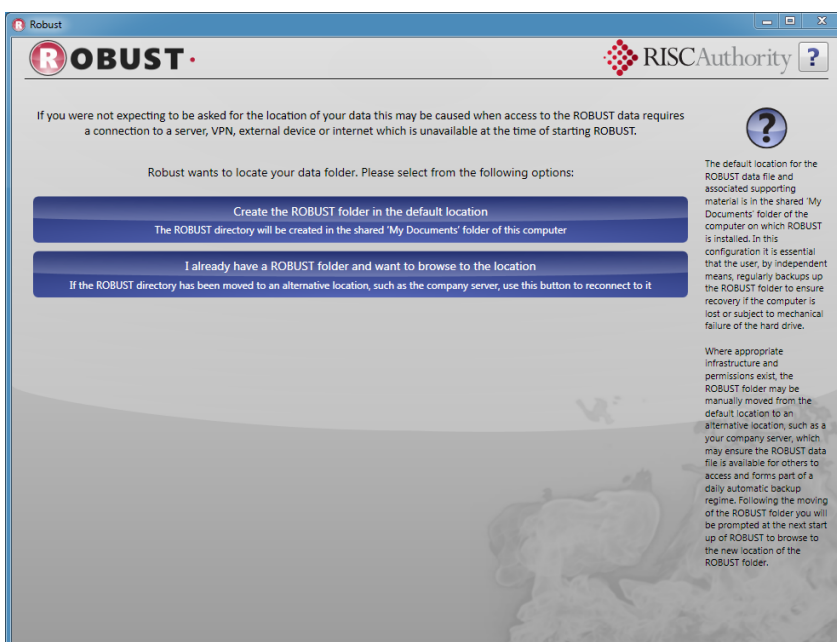 Robust
ROBUST
RISCAuthority ?
If you were not expecting to be asked for the location of your data this may be caused when access to the ROBUST data requires
a connection to a server, VPN, external device or internet which is unavailable at the time of starting ROBUST.
Robust wants to locate your data folder. Please select from the following options:
Create the ROBUST folder in the default location
The ROBUST directory will be created in the shared 'My Documents' folder of this computer
I already have a ROBUST folder and want to browse to the location
If the ROBUST directory has been moved to an alternative location, such as the company server, use this button to reconnect to it
?
The default location for the
ROBUST data file and
associated supporting
material is in the shared 'My
Documents' folder of the
computer on which ROBUST
is installed. In this
configuration it is essential
that the user, by independent
means, regularly backups up
the ROBUST folder to ensure
recovery if the computer is
lost or subject to mechanical
failure of the hard drive.
Where appropriate
infrastructure and
permissions exist, the
ROBUST folder may be
manually moved from the
default location to an
alternative location, such as a
your company server, which
may ensure the ROBUST data
file is available for others to
access and forms part of a
daily automatic backup
regime. Following the moving
of the ROBUST folder you will
be prompted at the next start
up of ROBUST to browse to
the new location of the
ROBUST folder.